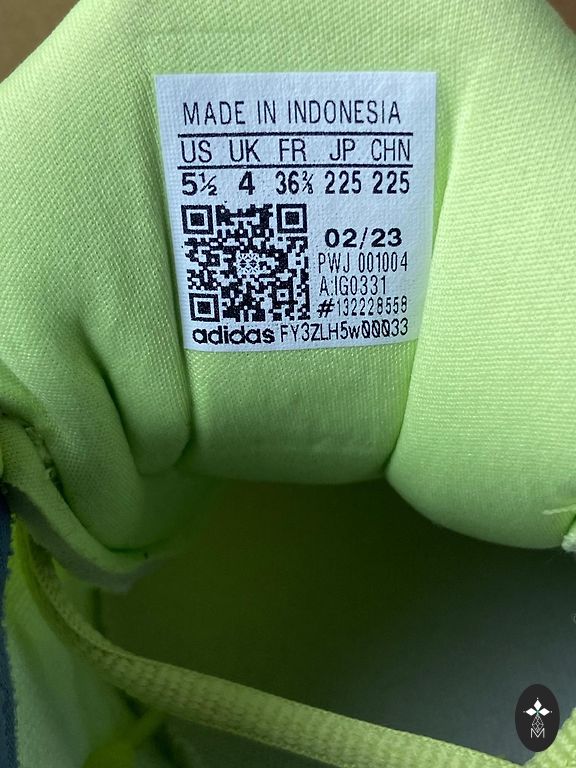 MADE IN INDONESIA
US UK FR JP CHN
5½ 4 36⅔ 225 225
02/23
PWJ 001004
A:IG0331
#132228558
adidas FY3ZLH5w00033